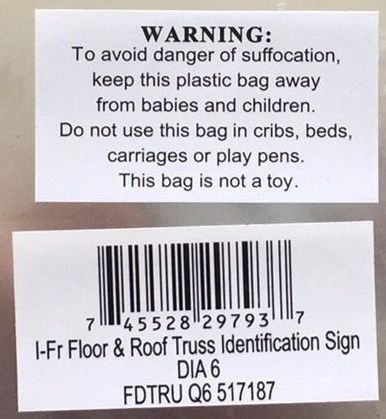 WARNING:
To avoid danger of suffocation,
keep this plastic bag away
from babies and children.
Do not use this bag in cribs, beds,
carriages or play pens.
This bag is not a toy.
7 45528 29793 7
I-Fr Floor & Roof Truss Identification Sign
DIA 6
FDTRU Q6 517187